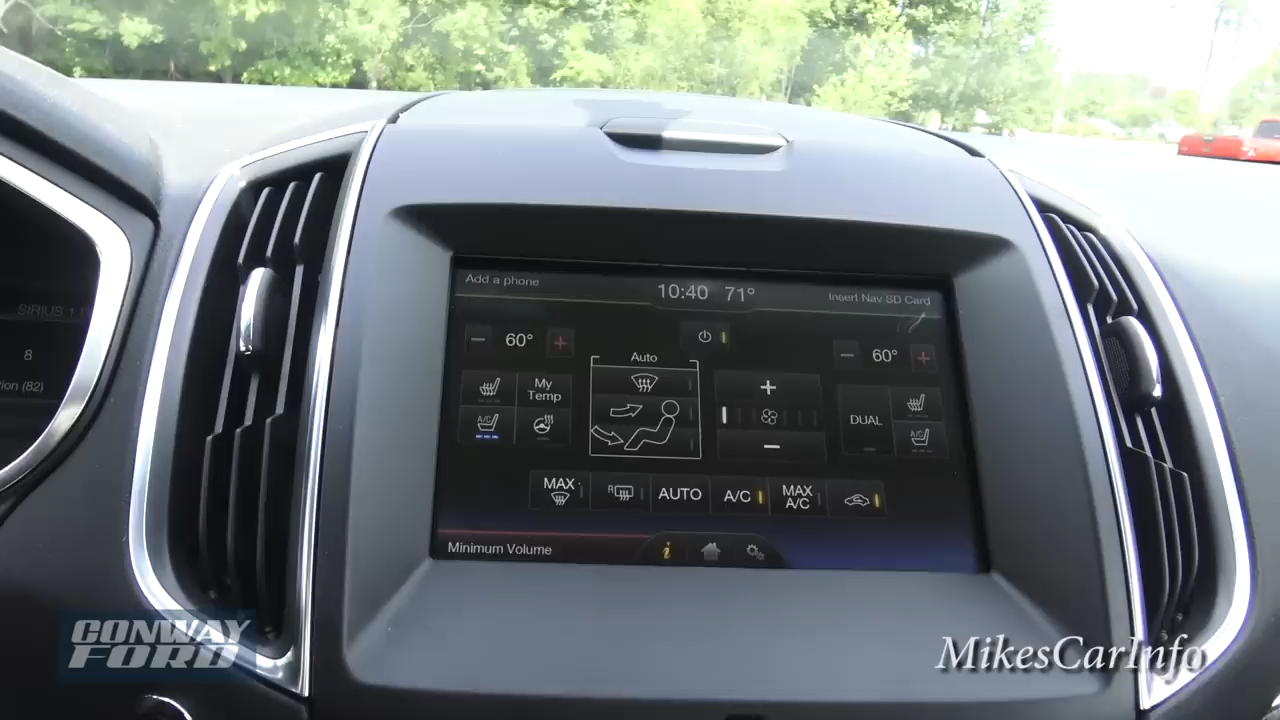 Add a phone
10:40 71°
Insert Nav SD Card
60°
60°
Auto
My
Temp
A/C
DUAL
A/C
MAX
R
AUTO
A/C
MAX
A/C
Minimum Volume
i
SIRIUS
8
(82)
CONWAY
FORD
MikesCarInfo